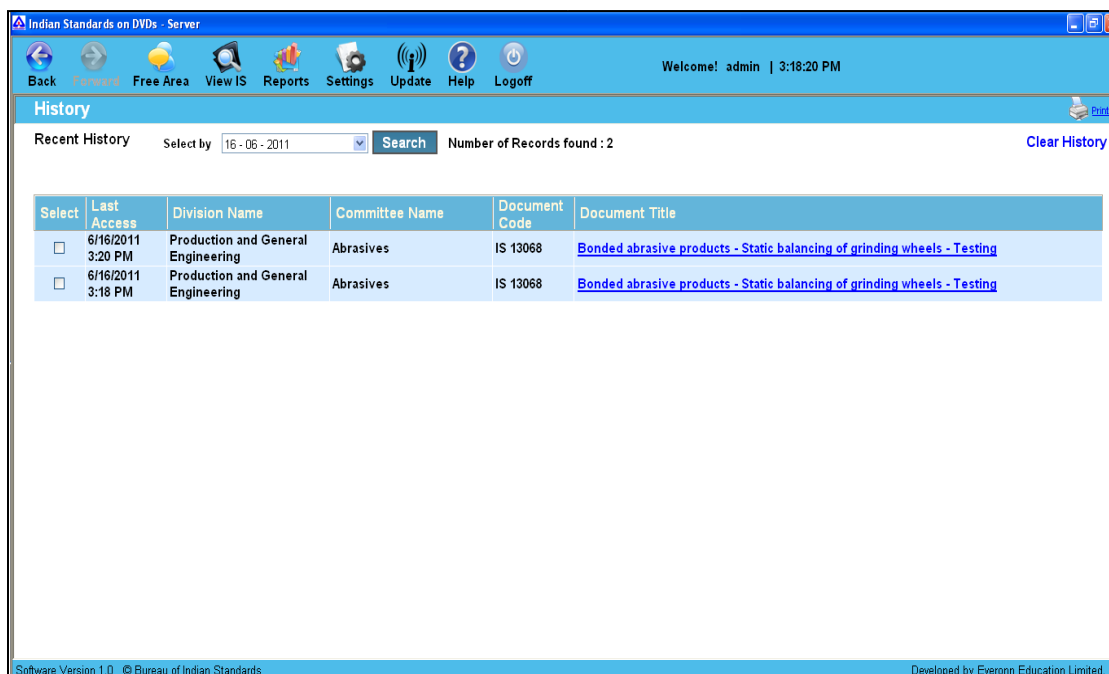 Indian Standards on DVDs - Server
Back Forward Free Area View IS Reports Settings Update Help Logoff
Welcome! admin | 3:18:20 PM
History
Print
Recent History Select by 16 - 06 - 2011 Search Number of Records found : 2 Clear History
Select Last Access Division Name Committee Name Document Code Document Title
6/16/2011 3:20 PM Production and General Engineering Abrasives IS 13068 Bonded abrasive products - Static balancing of grinding wheels - Testing
6/16/2011 3:18 PM Production and General Engineering Abrasives IS 13068 Bonded abrasive products - Static balancing of grinding wheels - Testing
Software Version 1.0 © Bureau of Indian Standards Developed by Everonn Education Limited